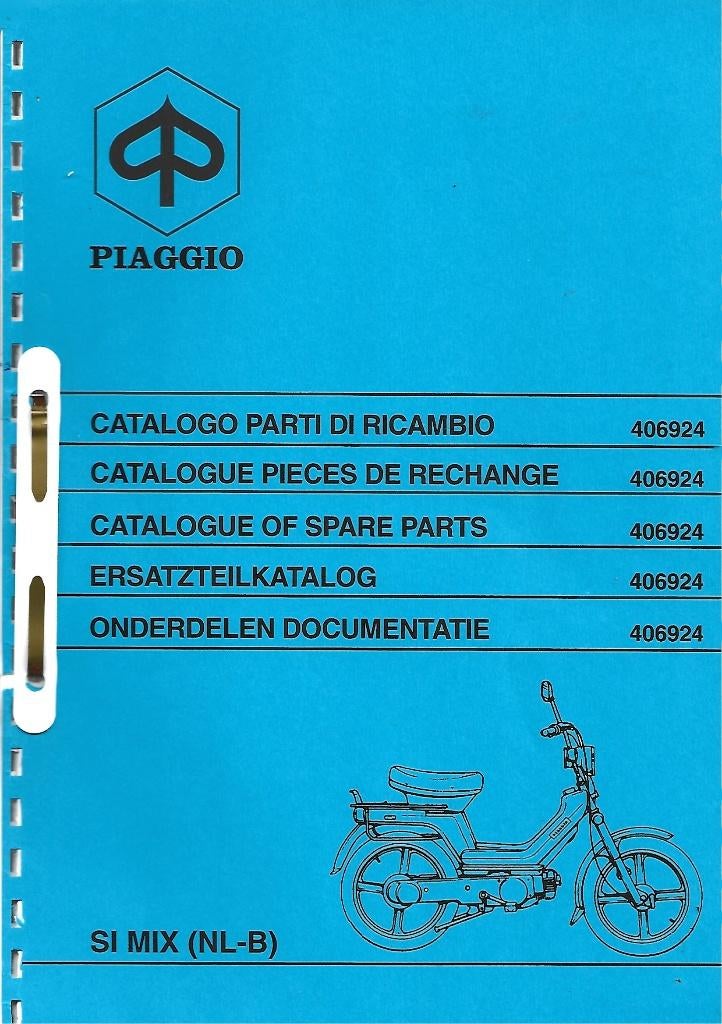 PIAGGIO
CATALOGO PARTI DI RICAMBIO 406924
CATALOGUE PIECES DE RECHANGE 406924
CATALOGUE OF SPARE PARTS 406924
ERSATZTEILKATALOG 406924
ONDERDELEN DOCUMENTATIE 406924
SI MIX (NL-B)